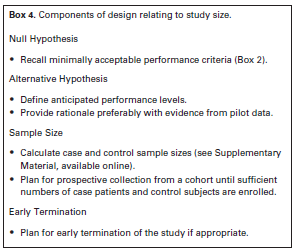 Box 4. Components of design relating to study size.
Null Hypothesis
• Recall minimally acceptable performance criteria (Box 2).
Alternative Hypothesis
• Define anticipated performance levels.
• Provide rationale preferably with evidence from pilot data.
Sample Size
• Calculate case and control sample sizes (see Supplementary
Material, available online).
• Plan for prospective collection from a cohort until sufficient
numbers of case patients and control subjects are enrolled.
Early Termination
• Plan for early termination of the study if appropriate.